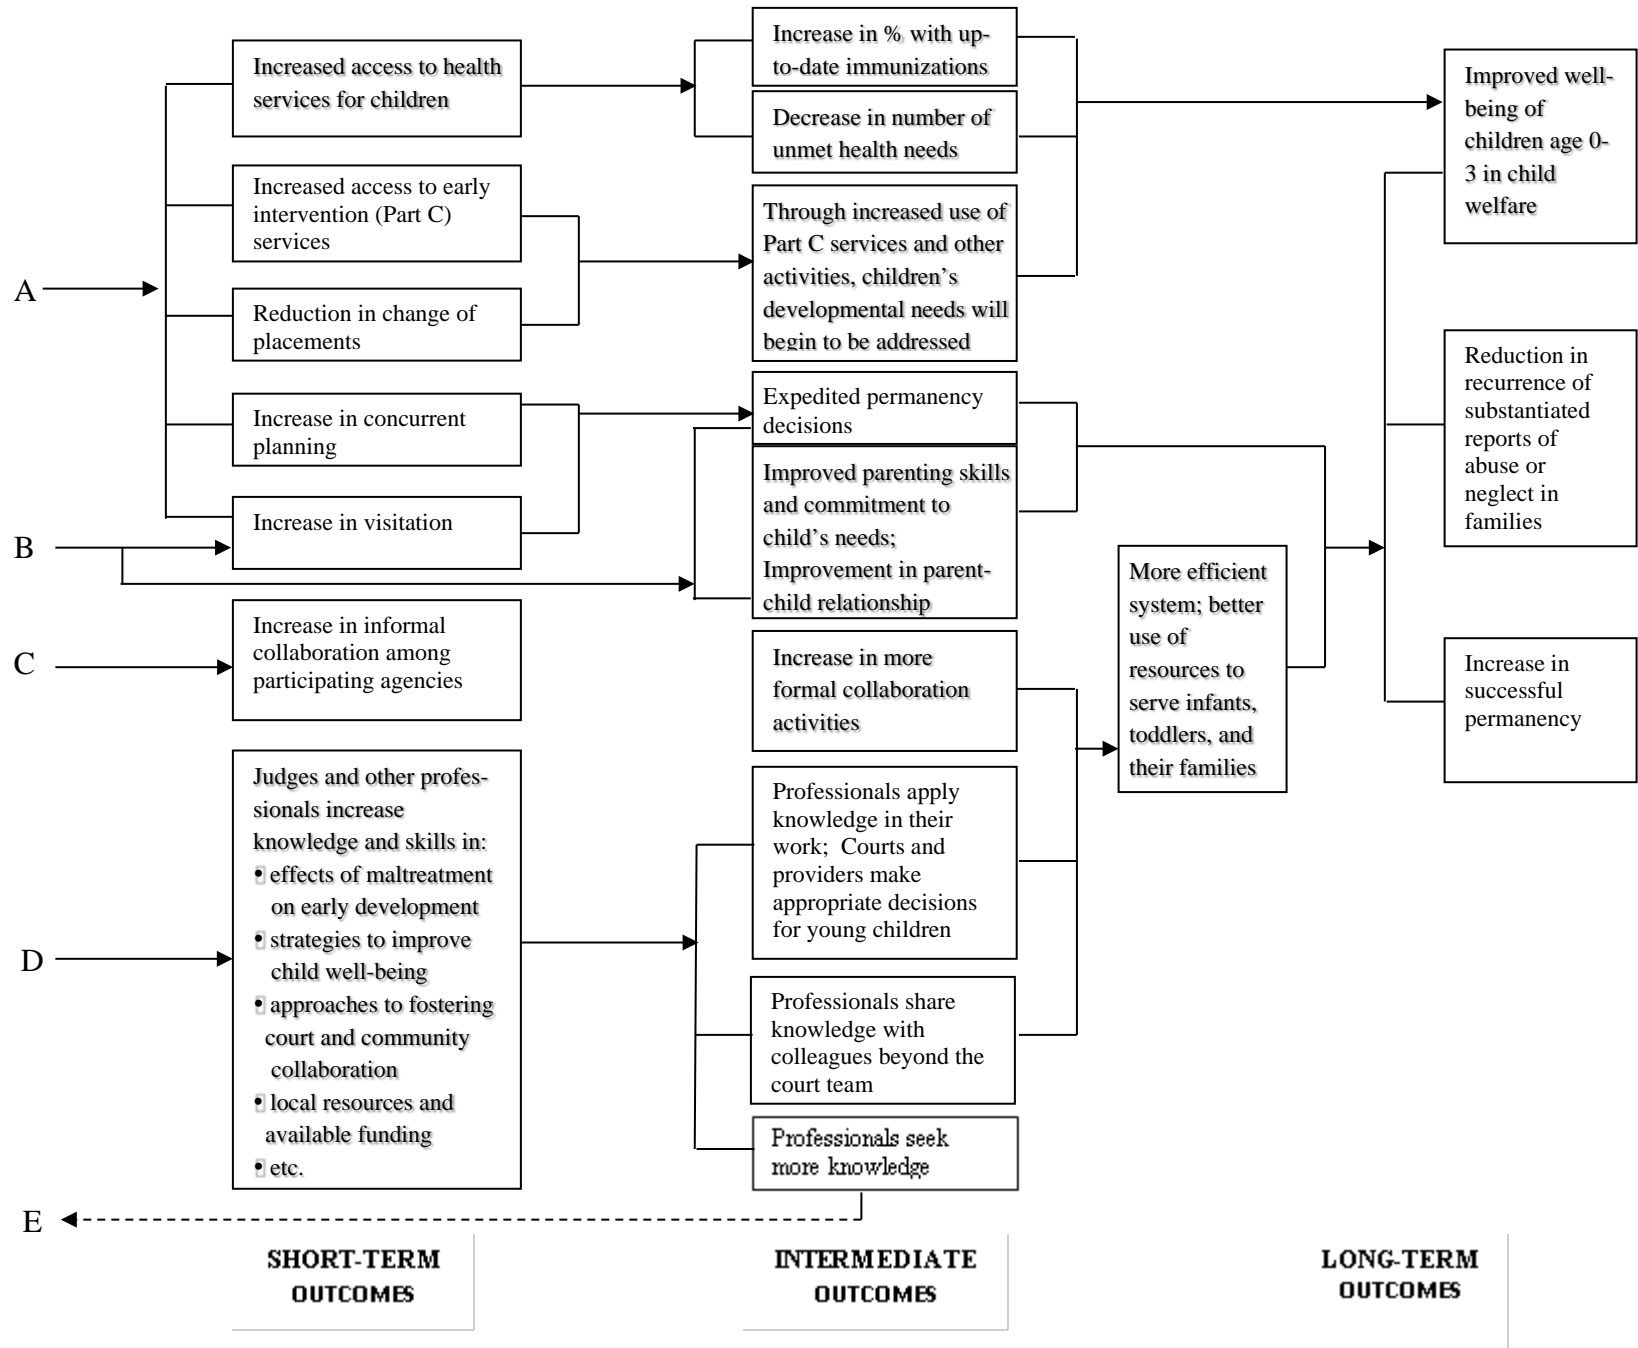 A
B
C
D
E
Increased access to health
services for children
Increased access to early
intervention (Part C)
services
Reduction in change of
placements
Increase in concurrent
planning
Increase in visitation
Increase in informal
collaboration among
participating agencies
Judges and other profes-
sionals increase
knowledge and skills in:
• effects of maltreatment
on early development
• strategies to improve
child well-being
• approaches to fostering
court and community
collaboration
• local resources and
available funding
• etc.
SHORT-TERM
OUTCOMES
Increase in % with up-
to-date immunizations
Decrease in number of
unmet health needs
Through increased use of
Part C services and other
activities, children’s
developmental needs will
begin to be addressed
Expedited permanency
decisions
Improved parenting skills
and commitment to
child’s needs;
Improvement in parent-
child relationship
Increase in more
formal collaboration
activities
Professionals apply
knowledge in their
work;  Courts and
providers make
appropriate decisions
for young children
Professionals share
knowledge with
colleagues beyond the
court team
Professionals seek
more knowledge
INTERMEDIATE
OUTCOMES
More efficient
system; better
use of
resources to
serve infants,
toddlers, and
their families
Improved well-
being of
children age 0-
3 in child
welfare
Reduction in
recurrence of
substantiated
reports of
abuse or
neglect in
families
Increase in
successful
permanency
LONG-TERM
OUTCOMES